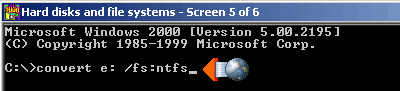 Hard disks and file systems - Screen 5 of 6
Microsoft Windows 2000 [Version 5.00.2195]
(C) Copyright 1985-1999 Microsoft Corp.
C:\>convert e: /fs:ntfs_